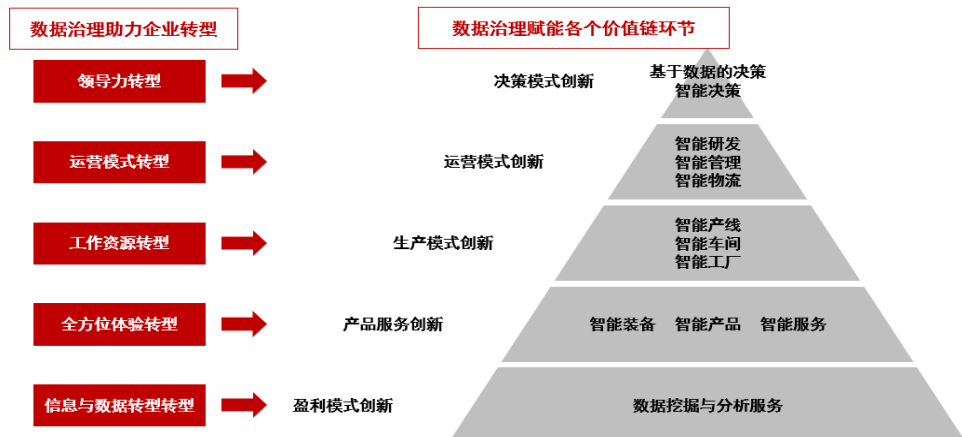 数据治理助力企业转型
数据治理赋能各个价值链环节
领导力转型
决策模式创新
基于数据的决策
智能决策
运营模式转型
运营模式创新
智能研发
智能管理
智能物流
工作资源转型
生产模式创新
智能产线
智能车间
智能工厂
全方位体验转型
产品服务创新
智能装备 智能产品 智能服务
信息与数据转型转型
盈利模式创新
数据挖掘与分析服务